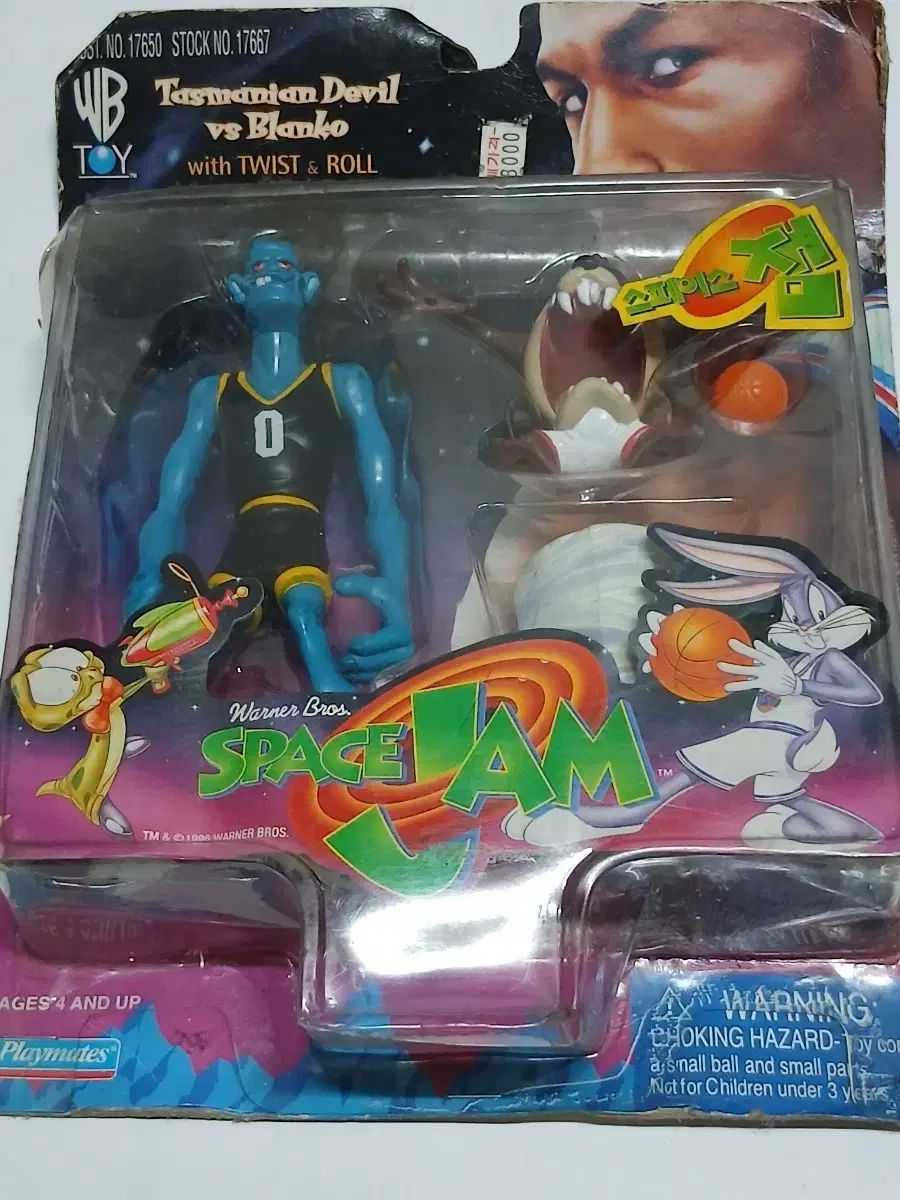 NO. 17650 STOCK NO. 17667
WB
TOY
Tasmanian Devil
vs Blanko
with TWIST & ROLL
8000
스페이스
잼
0
Warner Bros.
SPACE JAM
TM
TM & © 1996 WARNER BROS.
AGES 4 AND UP
Playmates
WARNING:
CHOKING HAZARD-Toy
a small ball and small parts
Not for Children under 3 years